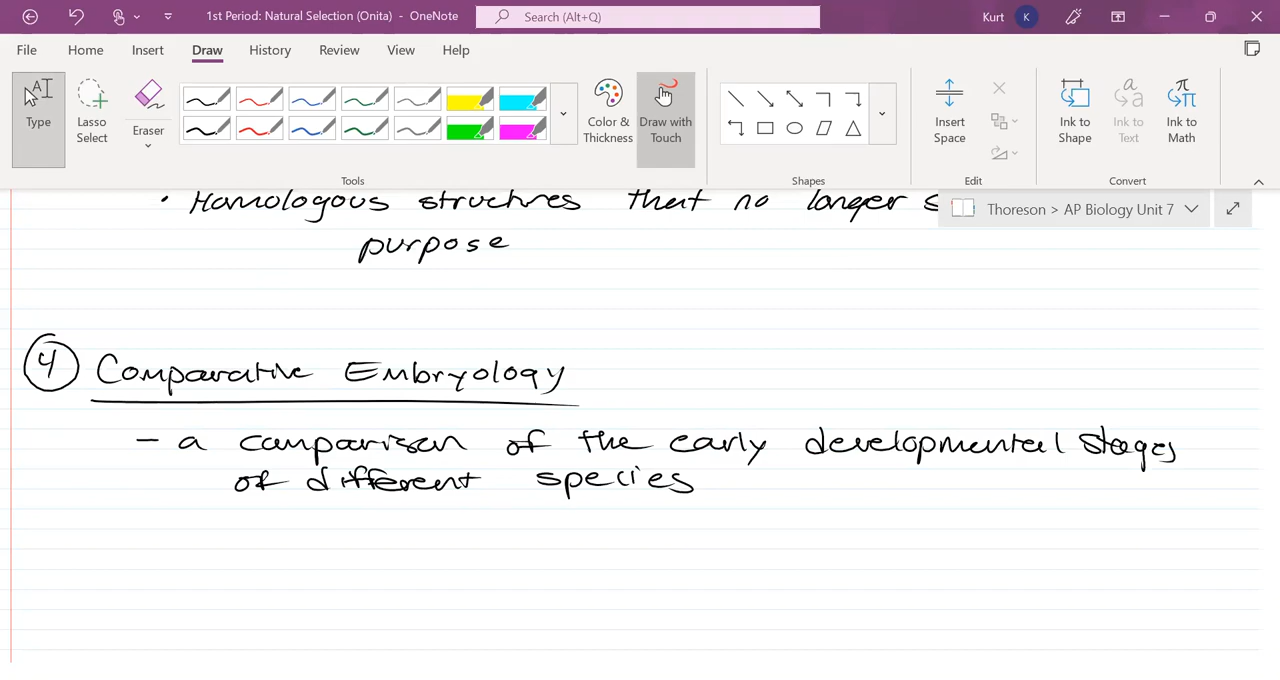 1st Period: Natural Selection (Onita) - OneNote
Search (Alt+Q)
Kurt
K
File Home Insert Draw History Review View Help
Type
Lasso Select
Eraser
Color & Thickness
Draw with Touch
Insert Space
Ink to Shape
Ink to Text
Ink to Math
Tools
Shapes
Edit
Convert
Thoreson > AP Biology Unit 7
• Homologous structures that no longer
purpose
4 Comparative Embryology
- a comparison of the early developmental stages
of different species